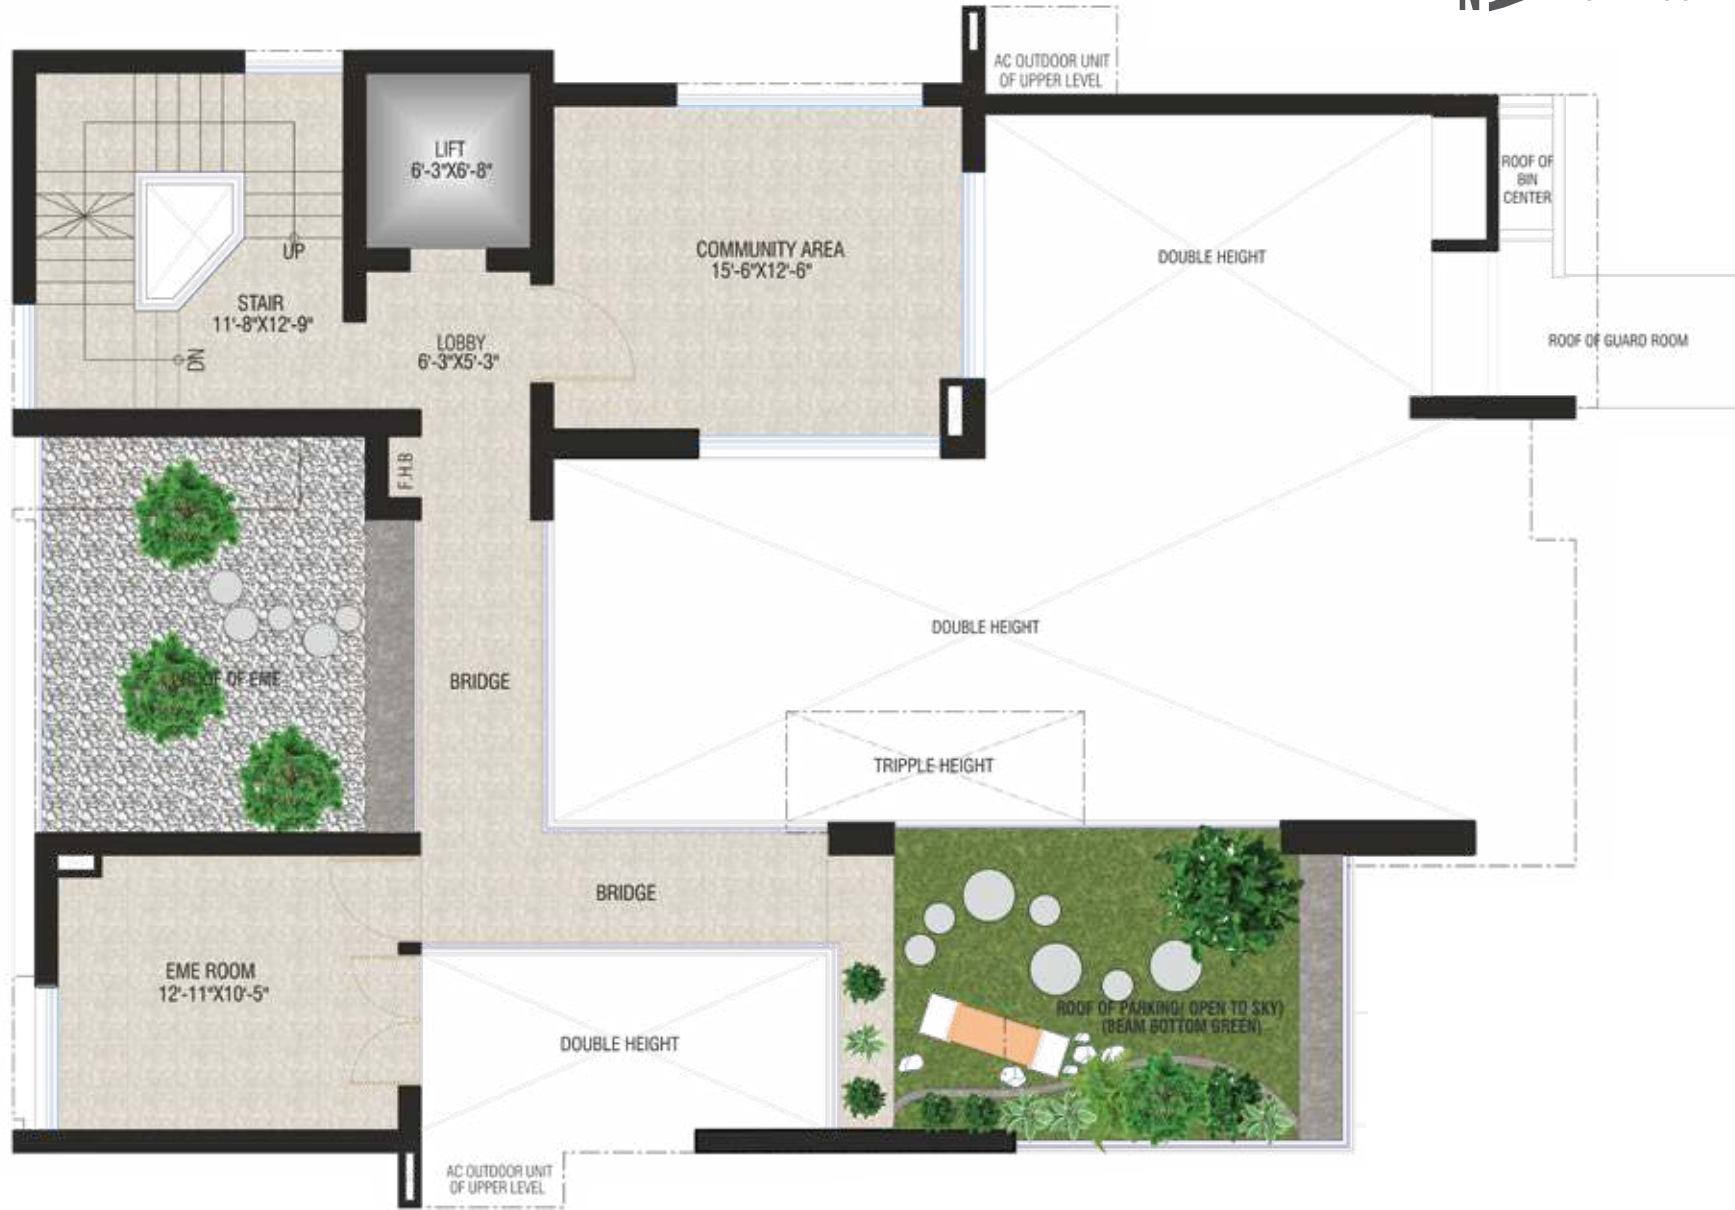 N
AC OUTDOOR UNIT
OF UPPER LEVEL
LIFT
6'-3"X6'-8"
ROOF OF
BIN
CENTER
COMMUNITY AREA
15'-6"X12'-6"
DOUBLE HEIGHT
UP
STAIR
11'-8"X12'-9"
LOBBY
6'-3"X5'-3"
DN
ROOF OF GUARD ROOM
F.H.B
DOUBLE HEIGHT
ROOF OF EME
BRIDGE
TRIPPLE HEIGHT
BRIDGE
EME ROOM
12'-11"X10'-5"
ROOF OF PARKING( OPEN TO SKY)
(BEAM BOTTOM GREEN)
DOUBLE HEIGHT
AC OUTDOOR UNIT
OF UPPER LEVEL